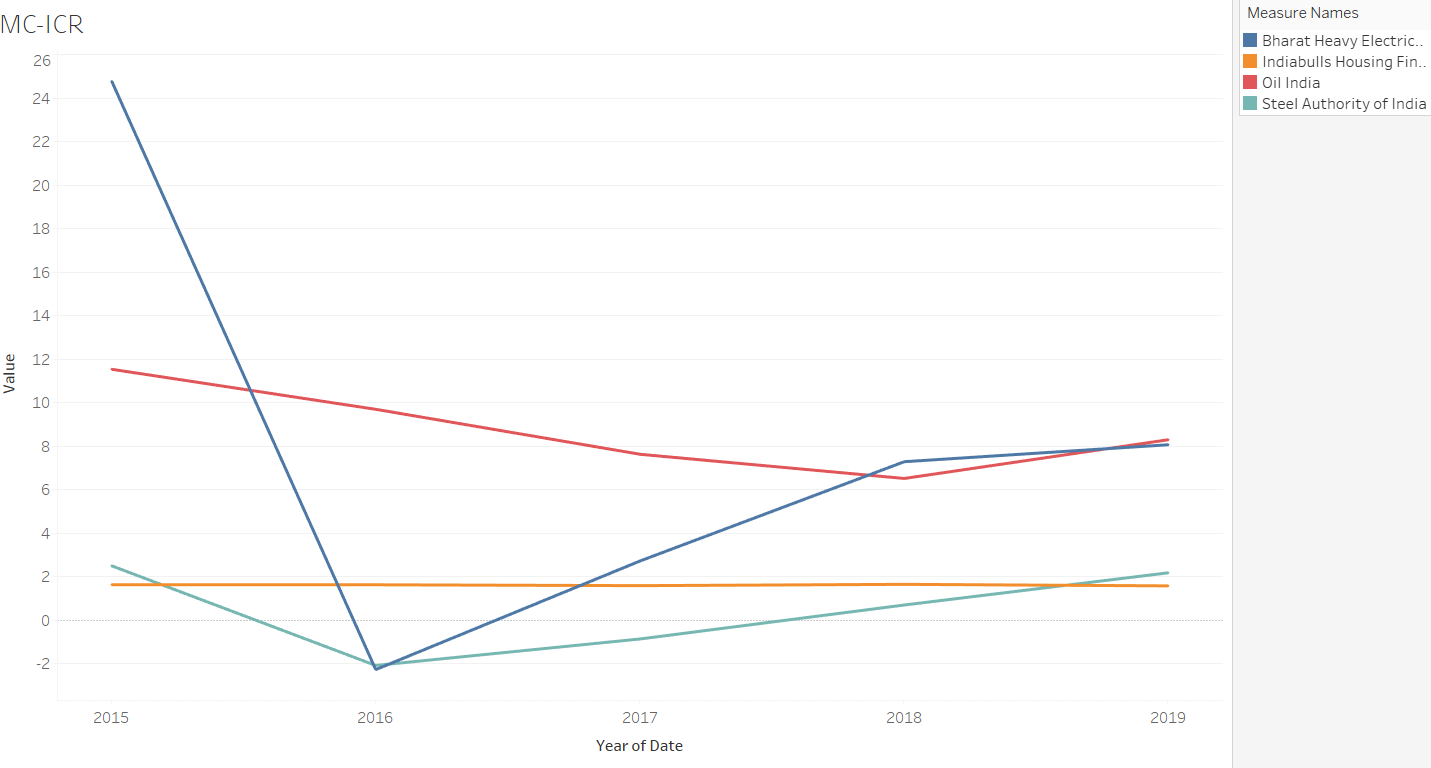 MC-ICR
Measure Names
Bharat Heavy Electric..
Indiabulls Housing Fin..
Oil India
Steel Authority of India
26
24
22
20
18
16
14
12
10
8
6
4
2
0
-2
Value
2015 2016 2017 2018 2019
Year of Date